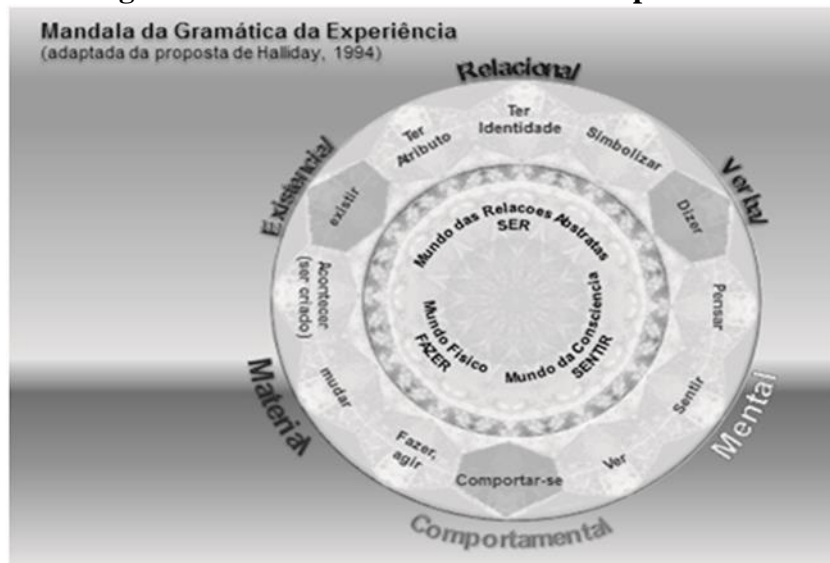 Mandala da Gramática da Experiência
(adaptada da proposta de Halliday, 1994)
Relacional
Ter
Identidade
Ter
Atributo
Simbolizar
Existencial
existir
Verbal
Dizer
Mundo das Relacoes Abstratas
SER
Acontecer
(ser criado)
Pensar
Mundo Físico
FAZER
Mundo da Consciencia
SENTIR
Material
mudar
Sentir
Mental
Fazer,
agir
Comportar-se
Ver
Comportamental